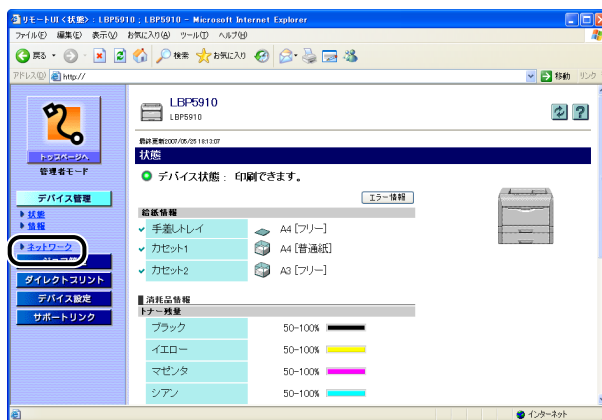 リモートUI <状態> : LBP5910 ; LBP5910 - Microsoft Internet Explorer
ファイル(F) 編集(E) 表示(V) お気に入り(A) ツール(T) ヘルプ(H)
戻る 検索 お気に入り
アドレス(D) http:// 移動 リンク
LBP5910
LBP5910
トップページへ
管理者モード
デバイス管理
状態
情報
ネットワーク
ダイレクトプリント
デバイス設定
サポートリンク
最終更新2007/05/25 18:13:07
状態
デバイス状態: 印刷できます。
エラー情報
給紙情報
手差しトレイ A4 [フリー]
カセット1 A4 [普通紙]
カセット2 A3 [フリー]
消耗品情報
トナー残量
ブラック 50-100%
イエロー 50-100%
マゼンタ 50-100%
シアン 50-100%
インターネット